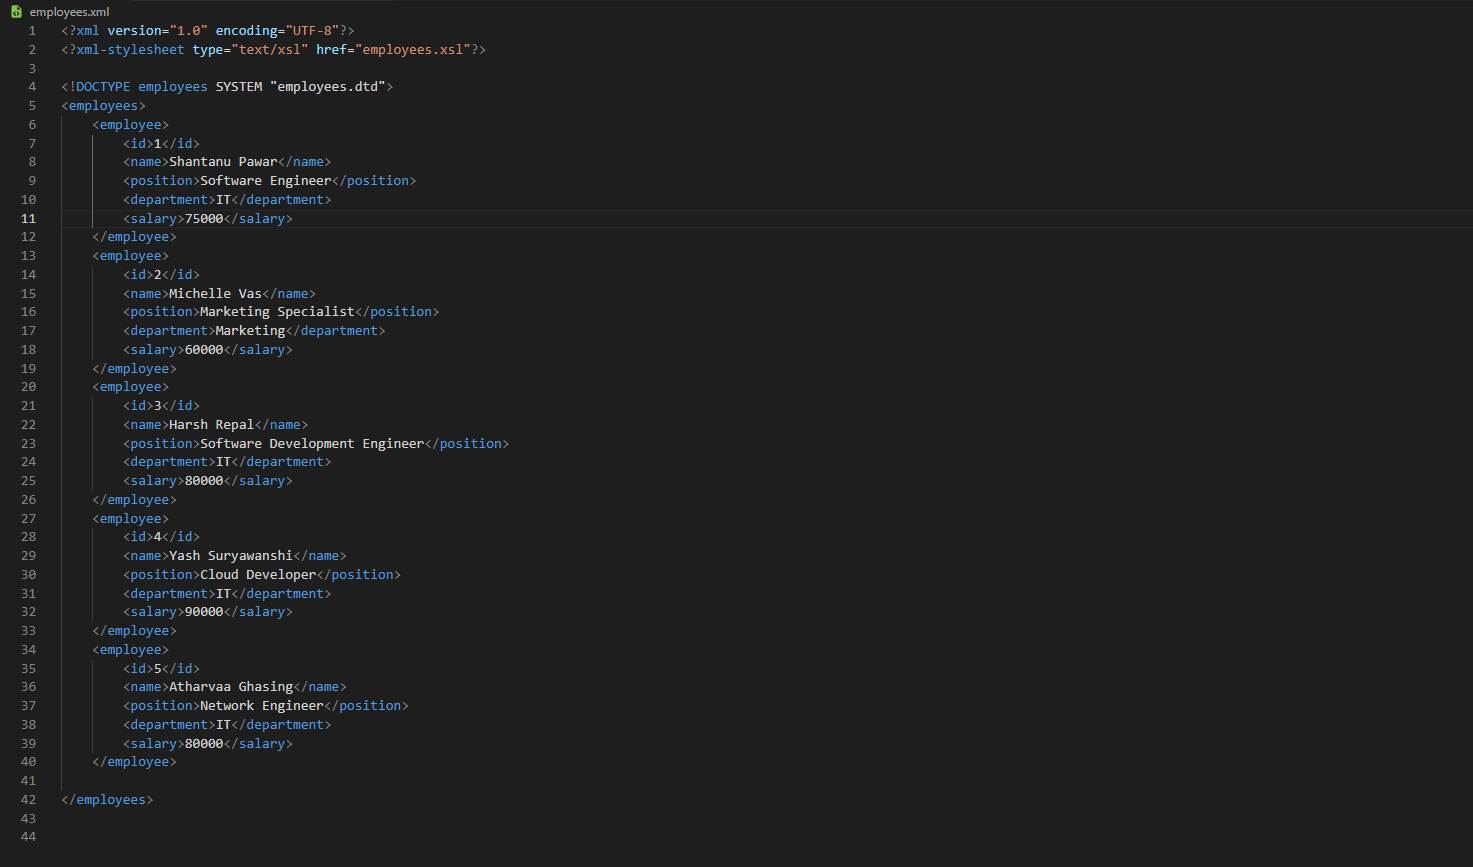 employees.xml
1 <?xml version="1.0" encoding="UTF-8"?>
2 <?xml-stylesheet type="text/xsl" href="employees.xsl"?>
3
4 <!DOCTYPE employees SYSTEM "employees.dtd">
5 <employees>
6     <employee>
7         <id>1</id>
8         <name>Shantanu Pawar</name>
9         <position>Software Engineer</position>
10         <department>IT</department>
11         <salary>75000</salary>
12     </employee>
13     <employee>
14         <id>2</id>
15         <name>Michelle Vas</name>
16         <position>Marketing Specialist</position>
17         <department>Marketing</department>
18         <salary>60000</salary>
19     </employee>
20     <employee>
21         <id>3</id>
22         <name>Harsh Repal</name>
23         <position>Software Development Engineer</position>
24         <department>IT</department>
25         <salary>80000</salary>
26     </employee>
27     <employee>
28         <id>4</id>
29         <name>Yash Suryawanshi</name>
30         <position>Cloud Developer</position>
31         <department>IT</department>
32         <salary>90000</salary>
33     </employee>
34     <employee>
35         <id>5</id>
36         <name>Atharvaa Ghasing</name>
37         <position>Network Engineer</position>
38         <department>IT</department>
39         <salary>80000</salary>
40     </employee>
41
42 </employees>
43
44